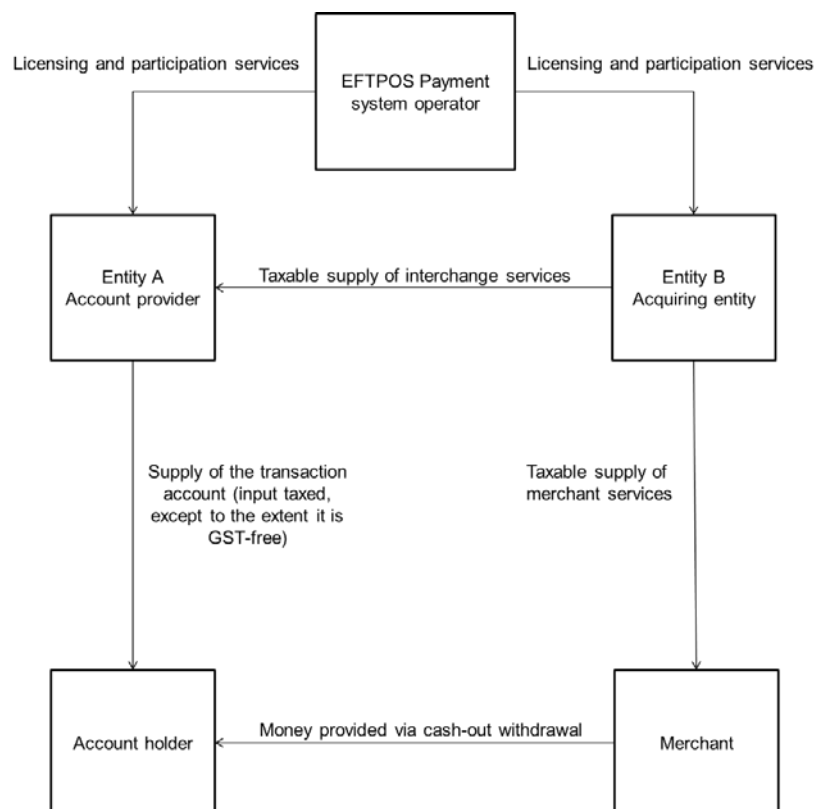 Licensing and participation services
EFTPOS Payment
system operator
Licensing and participation services
Entity A
Account provider
Taxable supply of interchange services
Entity B
Acquiring entity
Supply of the transaction
account (input taxed,
except to the extent it is
GST-free)
Taxable supply of
merchant services
Account holder
Money provided via cash-out withdrawal
Merchant